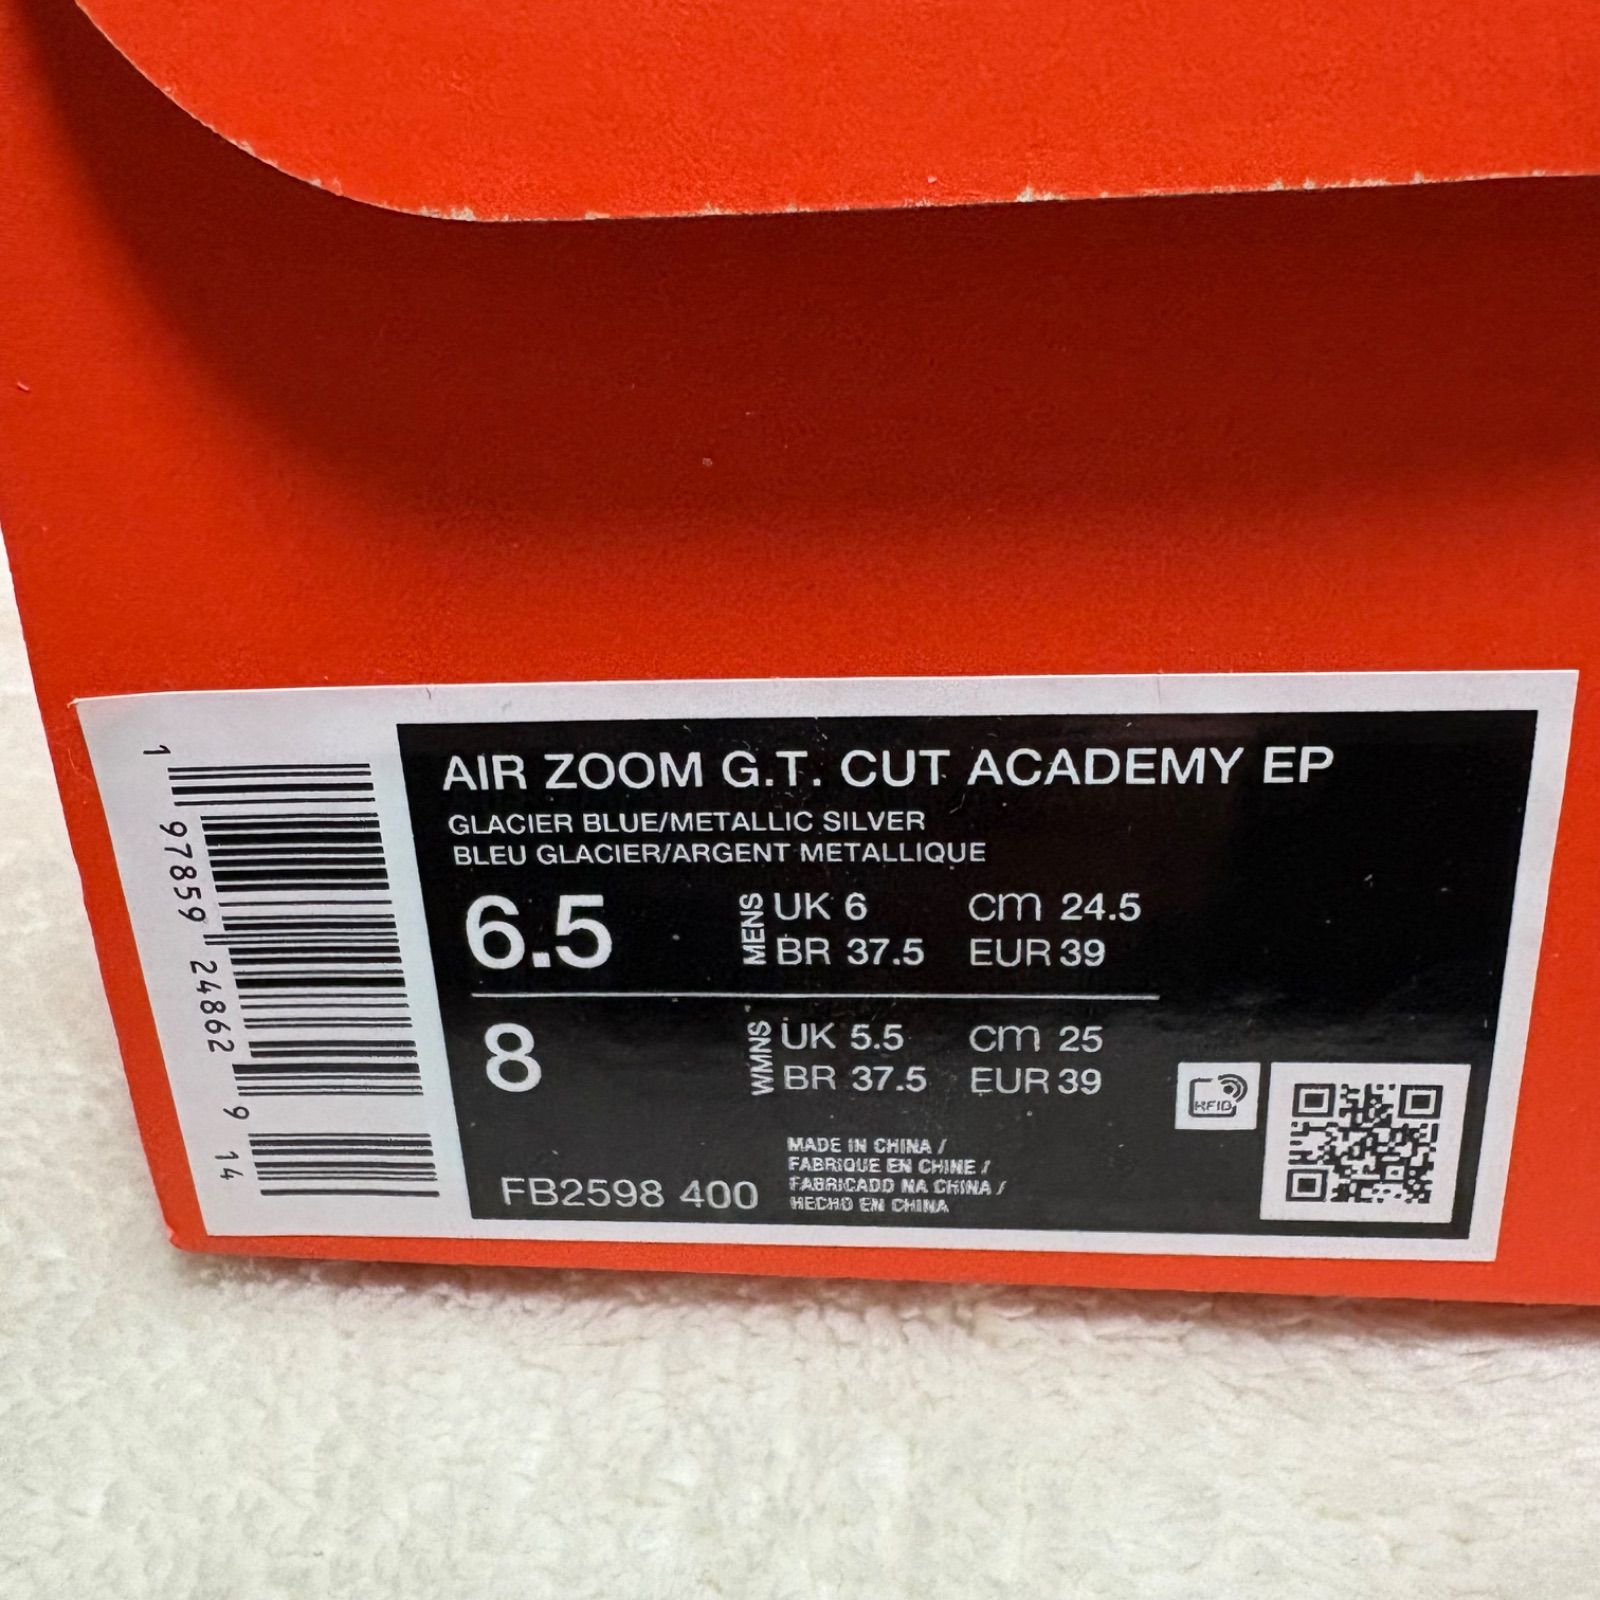 AIR ZOOM G.T. CUT ACADEMY EP
GLACIER BLUE/METALLIC SILVER
BLEU GLACIER/ARGENT METALLIQUE
6.5 MENS UK 6 CM 24.5
BR 37.5 EUR 39
8 WMNS UK 5.5 CM 25
BR 37.5 EUR 39
MADE IN CHINA /
FABRIQUE EN CHINE /
FABRICADO NA CHINA /
HECHO EN CHINA
FB2598 400
RFID
1 97859 24862 9 14